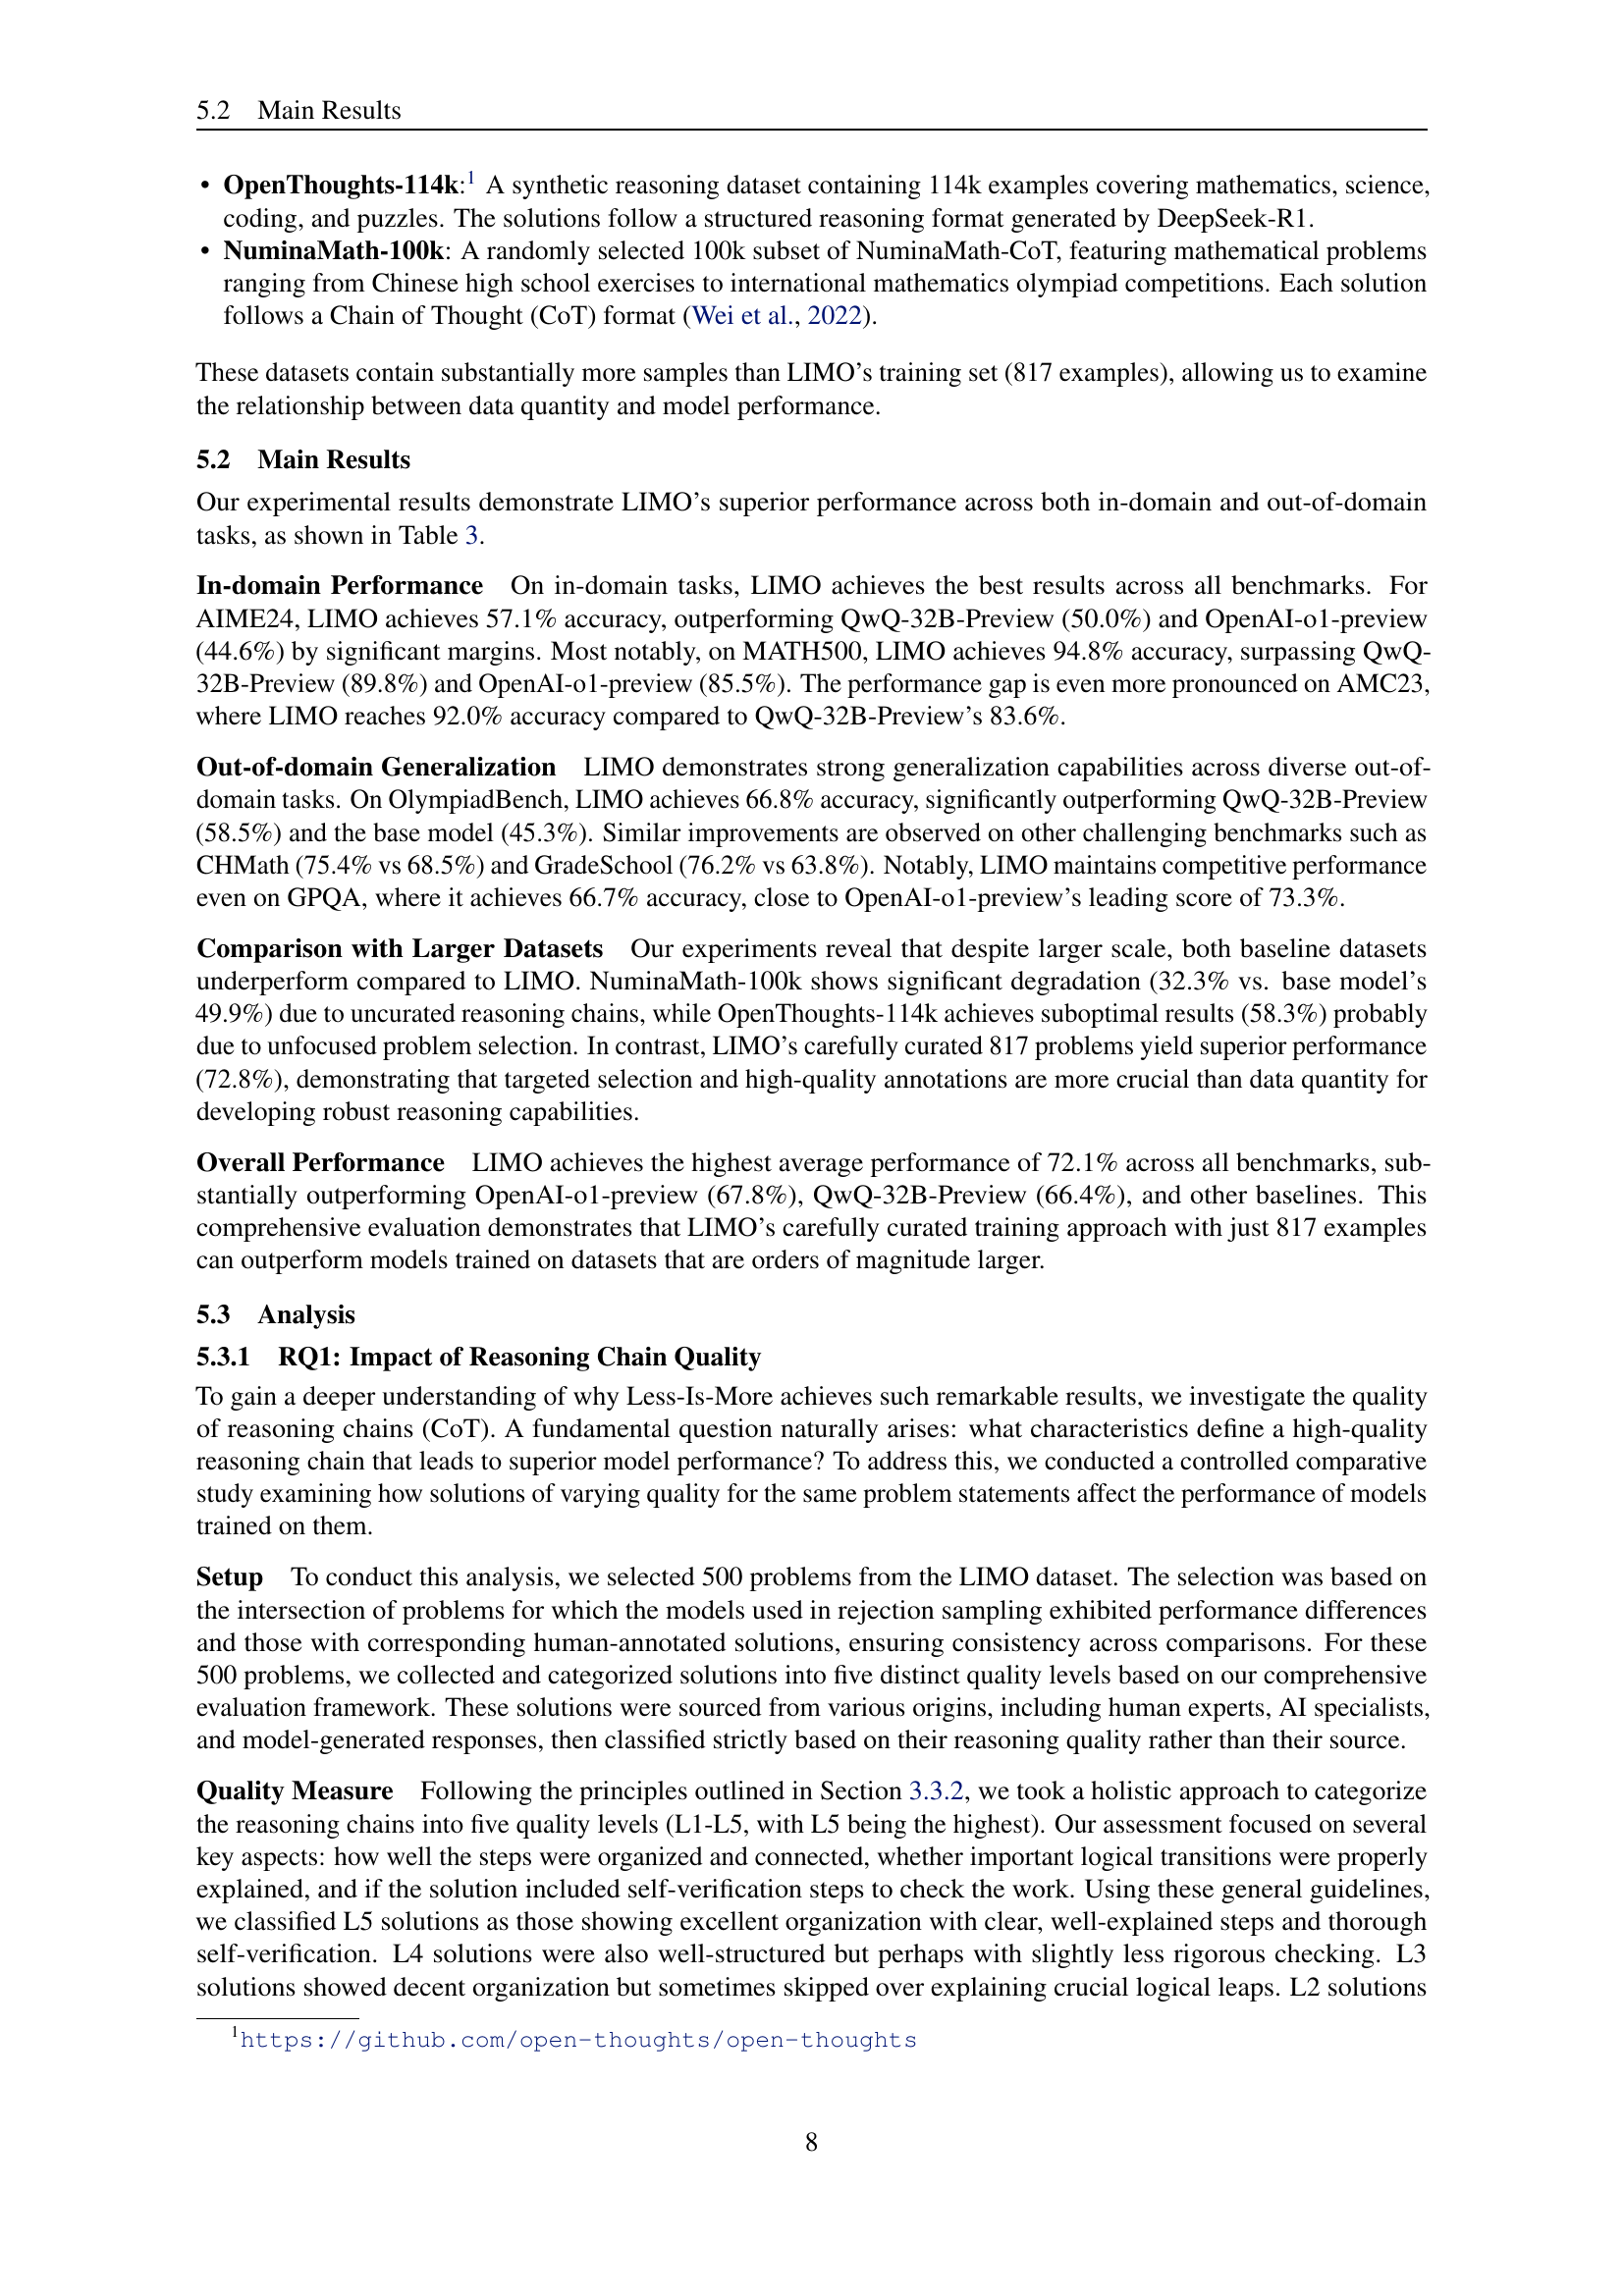 5.2 Main Results
• OpenThoughts-114k:1 A synthetic reasoning dataset containing 114k examples covering mathematics, science,
coding, and puzzles. The solutions follow a structured reasoning format generated by DeepSeek-R1.
• NuminaMath-100k: A randomly selected 100k subset of NuminaMath-CoT, featuring mathematical problems
ranging from Chinese high school exercises to international mathematics olympiad competitions. Each solution
follows a Chain of Thought (CoT) format (Wei et al., 2022).
These datasets contain substantially more samples than LIMO’s training set (817 examples), allowing us to examine
the relationship between data quantity and model performance.
5.2 Main Results
Our experimental results demonstrate LIMO’s superior performance across both in-domain and out-of-domain
tasks, as shown in Table 3.
In-domain Performance On in-domain tasks, LIMO achieves the best results across all benchmarks. For
AIME24, LIMO achieves 57.1% accuracy, outperforming QwQ-32B-Preview (50.0%) and OpenAI-o1-preview
(44.6%) by significant margins. Most notably, on MATH500, LIMO achieves 94.8% accuracy, surpassing QwQ-
32B-Preview (89.8%) and OpenAI-o1-preview (85.5%). The performance gap is even more pronounced on AMC23,
where LIMO reaches 92.0% accuracy compared to QwQ-32B-Preview’s 83.6%.
Out-of-domain Generalization LIMO demonstrates strong generalization capabilities across diverse out-of-
domain tasks. On OlympiadBench, LIMO achieves 66.8% accuracy, significantly outperforming QwQ-32B-Preview
(58.5%) and the base model (45.3%). Similar improvements are observed on other challenging benchmarks such as
CHMath (75.4% vs 68.5%) and GradeSchool (76.2% vs 63.8%). Notably, LIMO maintains competitive performance
even on GPQA, where it achieves 66.7% accuracy, close to OpenAI-o1-preview’s leading score of 73.3%.
Comparison with Larger Datasets Our experiments reveal that despite larger scale, both baseline datasets
underperform compared to LIMO. NuminaMath-100k shows significant degradation (32.3% vs. base model’s
49.9%) due to uncurated reasoning chains, while OpenThoughts-114k achieves suboptimal results (58.3%) probably
due to unfocused problem selection. In contrast, LIMO’s carefully curated 817 problems yield superior performance
(72.8%), demonstrating that targeted selection and high-quality annotations are more crucial than data quantity for
developing robust reasoning capabilities.
Overall Performance LIMO achieves the highest average performance of 72.1% across all benchmarks, sub-
stantially outperforming OpenAI-o1-preview (67.8%), QwQ-32B-Preview (66.4%), and other baselines. This
comprehensive evaluation demonstrates that LIMO’s carefully curated training approach with just 817 examples
can outperform models trained on datasets that are orders of magnitude larger.
5.3 Analysis
5.3.1 RQ1: Impact of Reasoning Chain Quality
To gain a deeper understanding of why Less-Is-More achieves such remarkable results, we investigate the quality
of reasoning chains (CoT). A fundamental question naturally arises: what characteristics define a high-quality
reasoning chain that leads to superior model performance? To address this, we conducted a controlled comparative
study examining how solutions of varying quality for the same problem statements affect the performance of models
trained on them.
Setup To conduct this analysis, we selected 500 problems from the LIMO dataset. The selection was based on
the intersection of problems for which the models used in rejection sampling exhibited performance differences
and those with corresponding human-annotated solutions, ensuring consistency across comparisons. For these
500 problems, we collected and categorized solutions into five distinct quality levels based on our comprehensive
evaluation framework. These solutions were sourced from various origins, including human experts, AI specialists,
and model-generated responses, then classified strictly based on their reasoning quality rather than their source.
Quality Measure Following the principles outlined in Section 3.3.2, we took a holistic approach to categorize
the reasoning chains into five quality levels (L1-L5, with L5 being the highest). Our assessment focused on several
key aspects: how well the steps were organized and connected, whether important logical transitions were properly
explained, and if the solution included self-verification steps to check the work. Using these general guidelines,
we classified L5 solutions as those showing excellent organization with clear, well-explained steps and thorough
self-verification. L4 solutions were also well-structured but perhaps with slightly less rigorous checking. L3
solutions showed decent organization but sometimes skipped over explaining crucial logical leaps. L2 solutions
1https://github.com/open-thoughts/open-thoughts
8